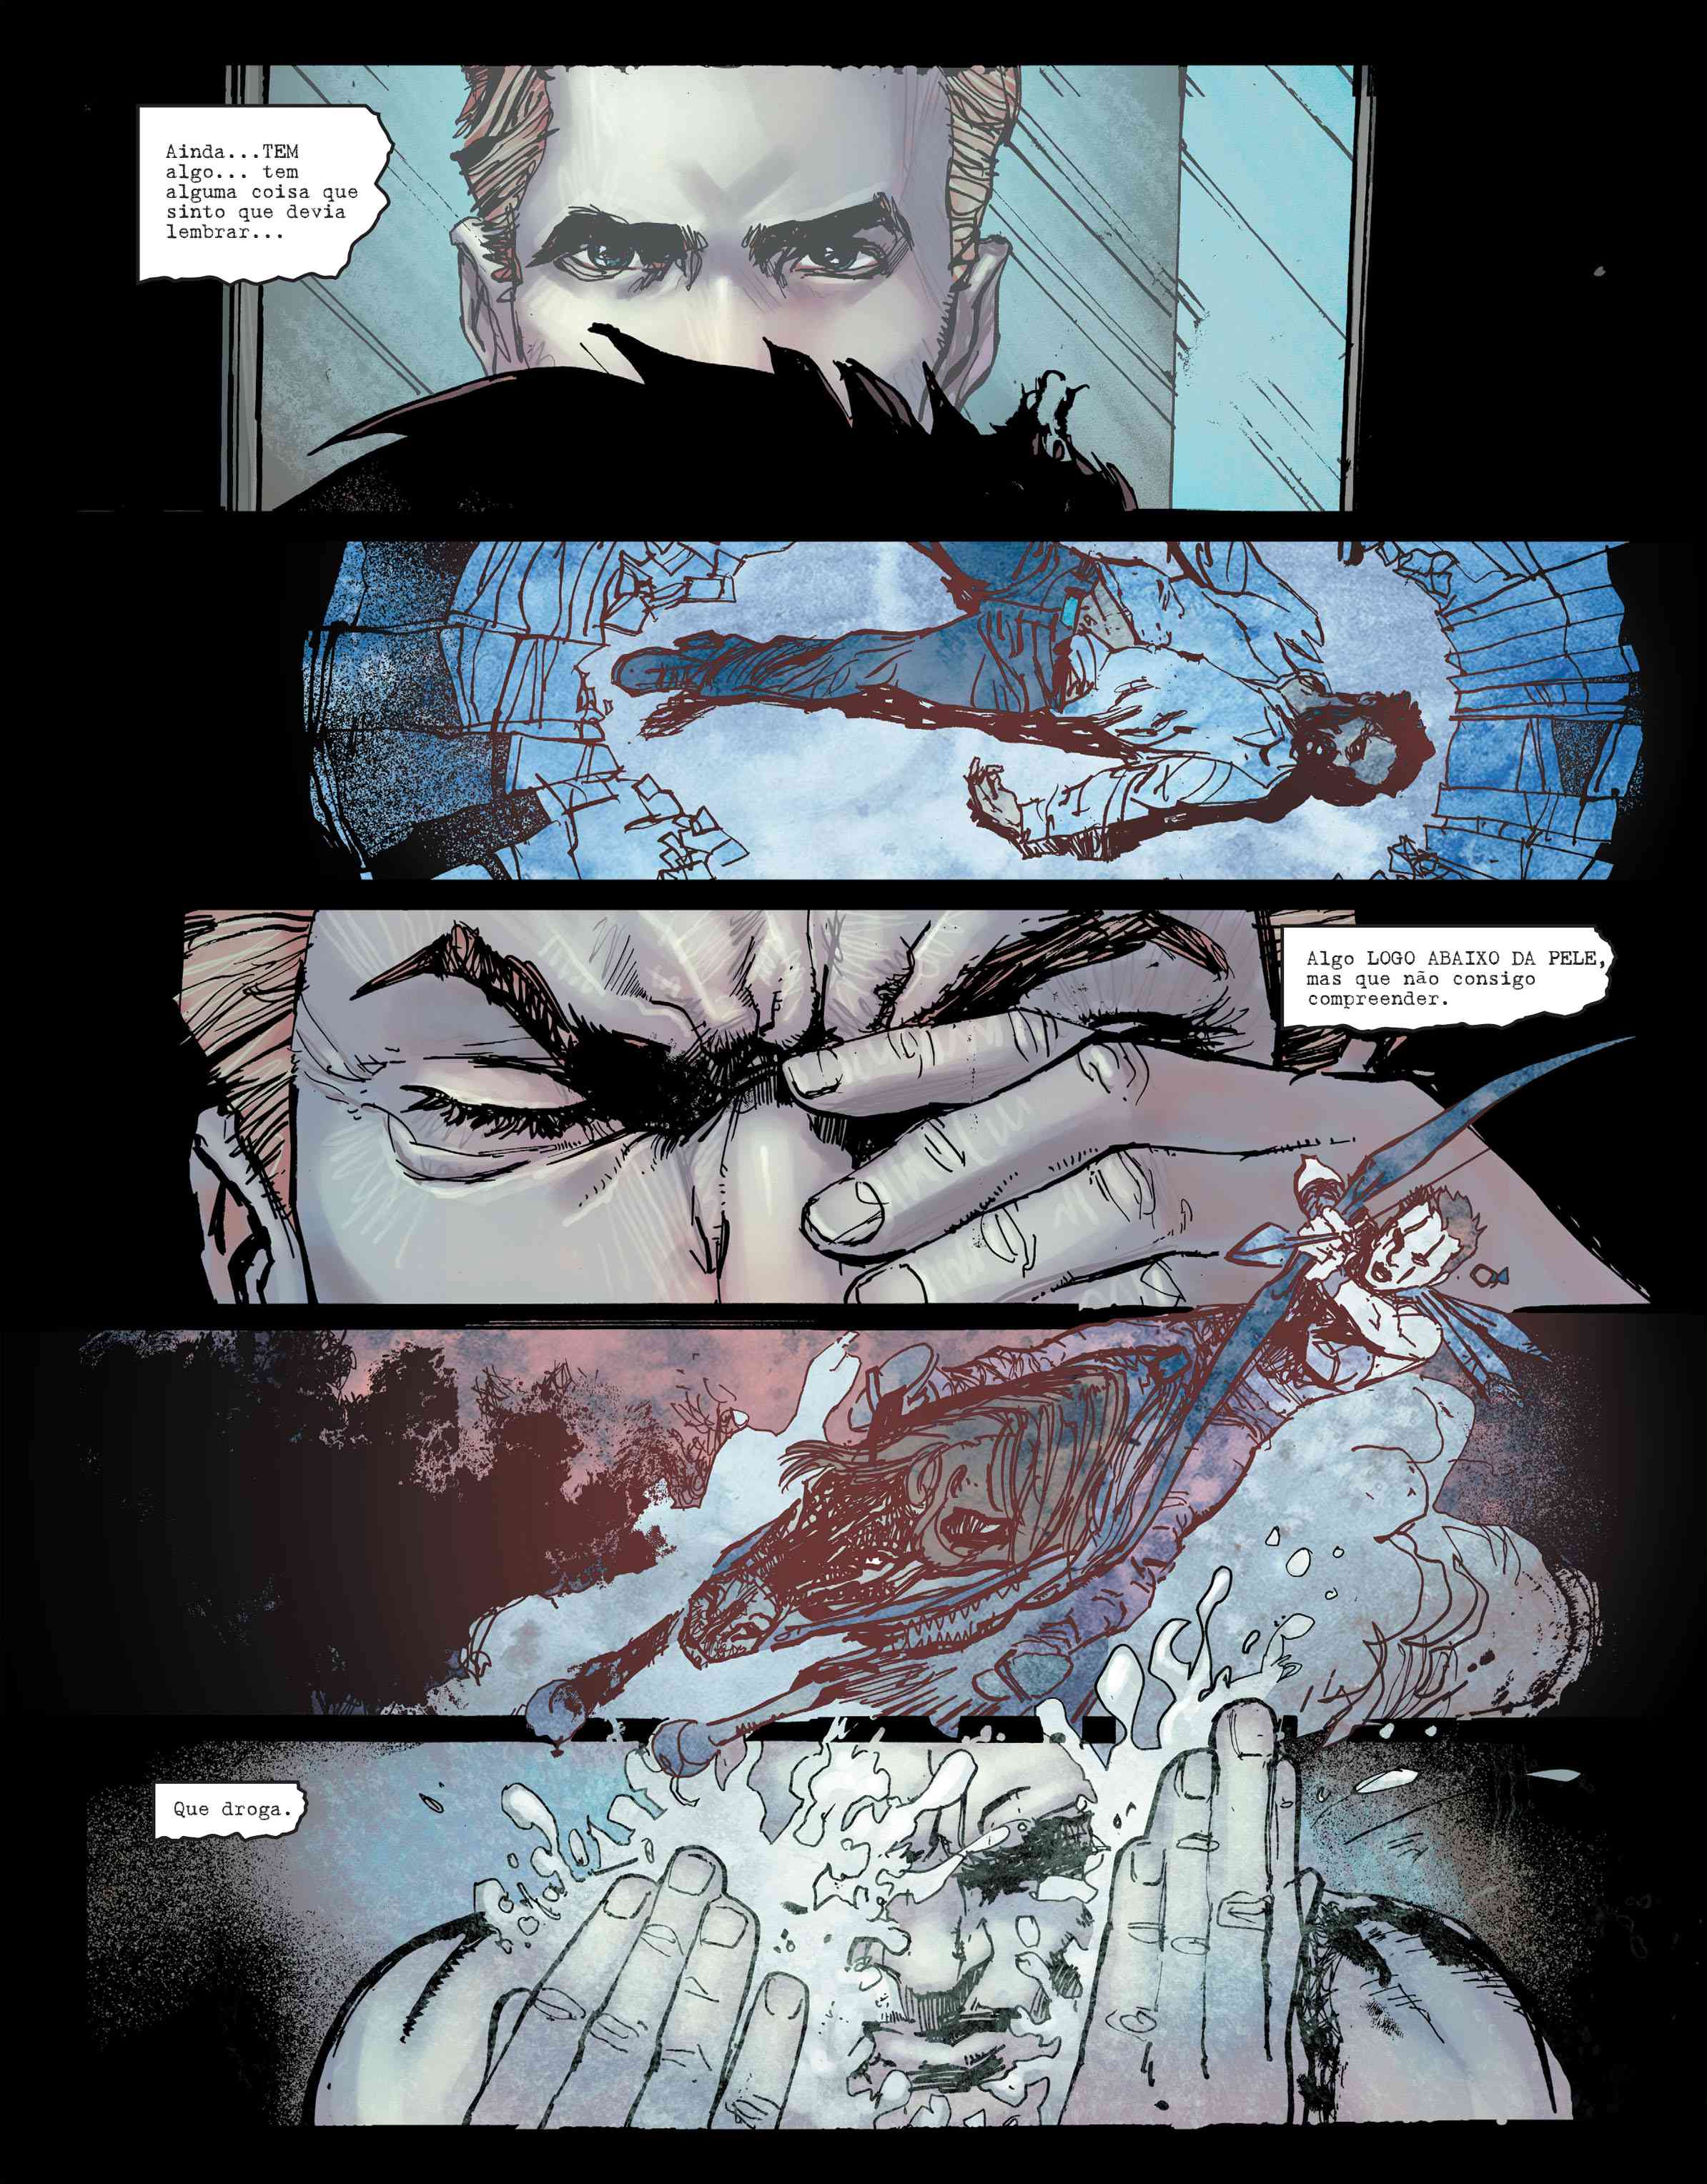 Ainda...TEM
algo... tem
alguma coisa que
sinto que devia
lembrar...
Algo LOGO ABAIXO DA PELE,
mas que não consigo
compreender.
Que droga.